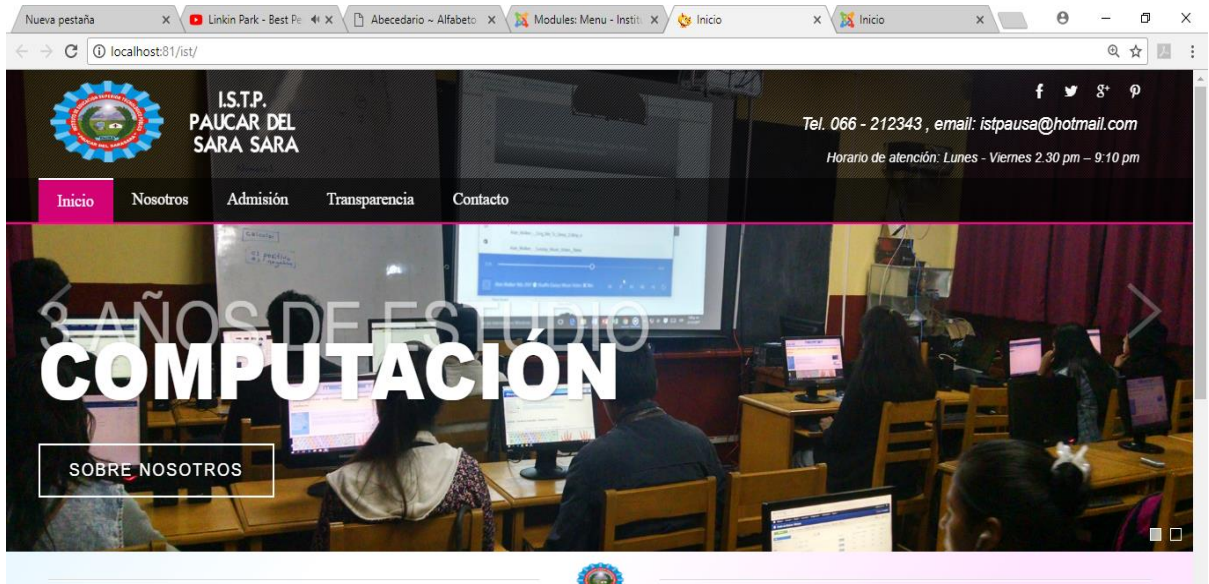 Nueva pestaña
Linkin Park - Best Pe
Abecedario ~ Alfabeto
Modules: Menu - Institu
Inicio
Inicio
localhost:81/ist/
I.S.T.P.
PAUCAR DEL
SARA SARA
Tel. 066 - 212343 , email: istpausa@hotmail.com
Horario de atención: Lunes - Viernes 2.30 pm – 9:10 pm
Inicio Nosotros Admisión Transparencia Contacto
3 AÑOS DE ESTUDIO
COMPUTACIÓN
SOBRE NOSOTROS